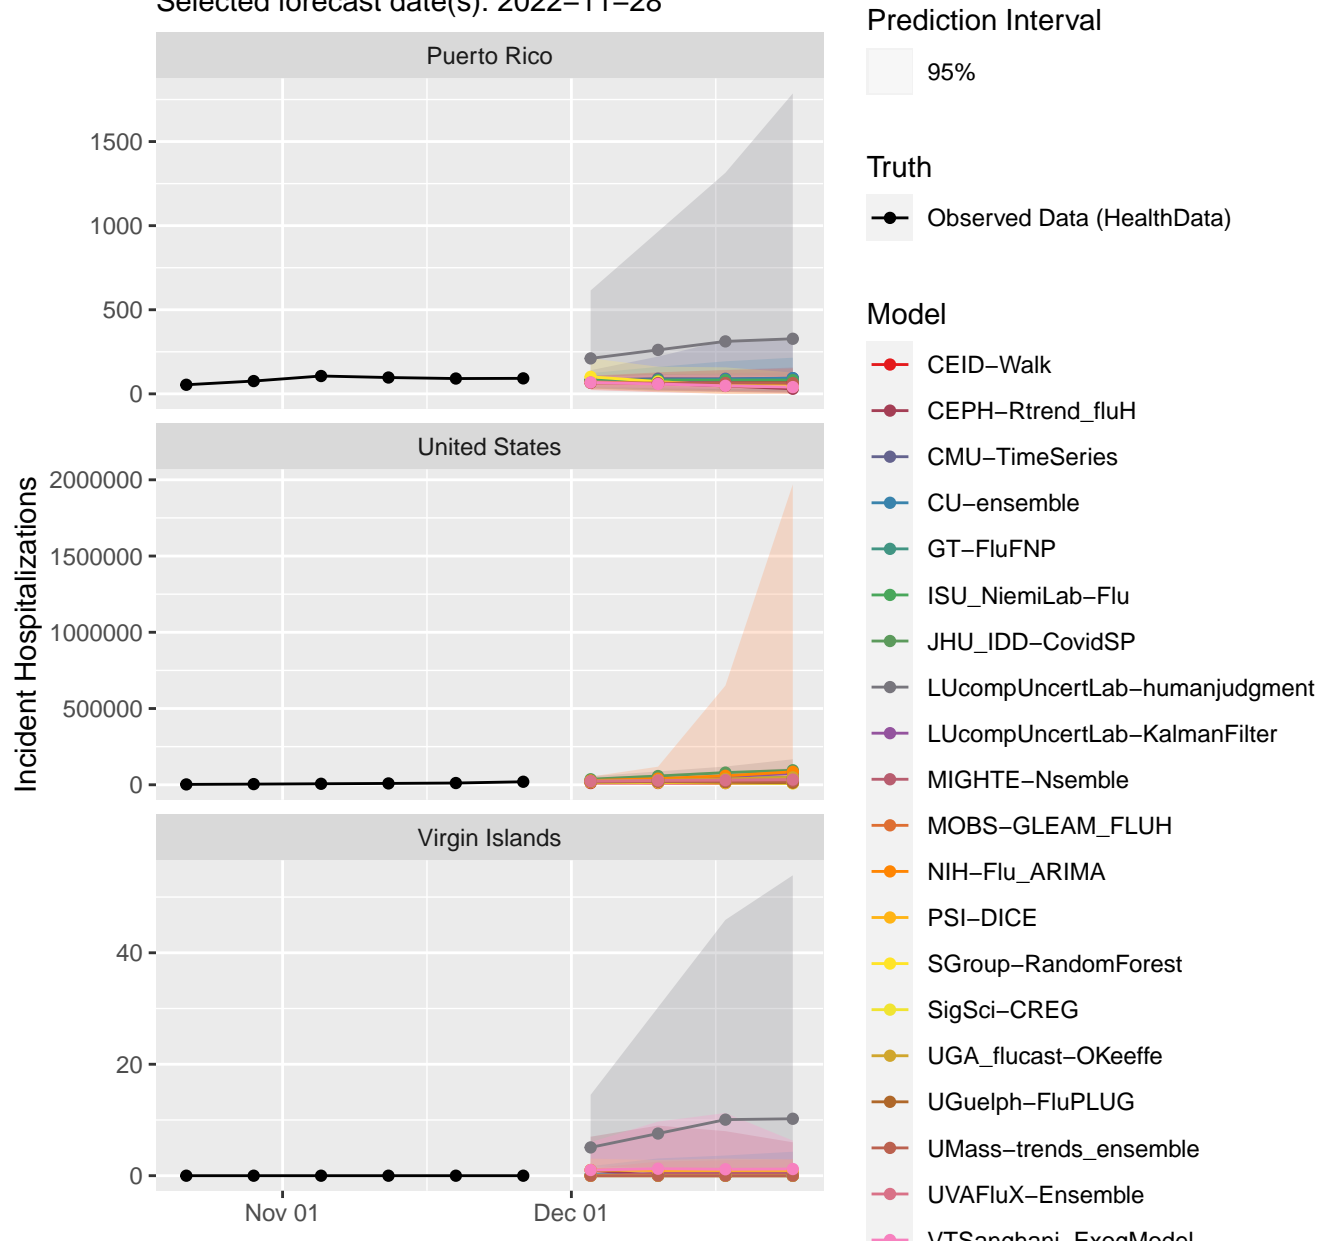 Selected forecast date(s): 2022−11−28
Puerto Rico
1500
1000
500
0
United States
2000000
1500000
1000000
500000
0
Virgin Islands
40
20
0
Nov 01
Dec 01
Incident Hospitalizations
Prediction Interval
95%
Truth
Observed Data (HealthData)
Model
CEID−Walk
CEPH−Rtrend_fluH
CMU−TimeSeries
CU−ensemble
GT−FluFNP
ISU_NiemiLab−Flu
JHU_IDD−CovidSP
LUcompUncertLab−humanjudgment
LUcompUncertLab−KalmanFilter
MIGHTE−Nsemble
MOBS−GLEAM_FLUH
NIH−Flu_ARIMA
PSI−DICE
SGroup−RandomForest
SigSci−CREG
UGA_flucast−OKeeffe
UGuelph−FluPLUG
UMass−trends_ensemble
UVAFluX−Ensemble
VTSanghani−ExogModel